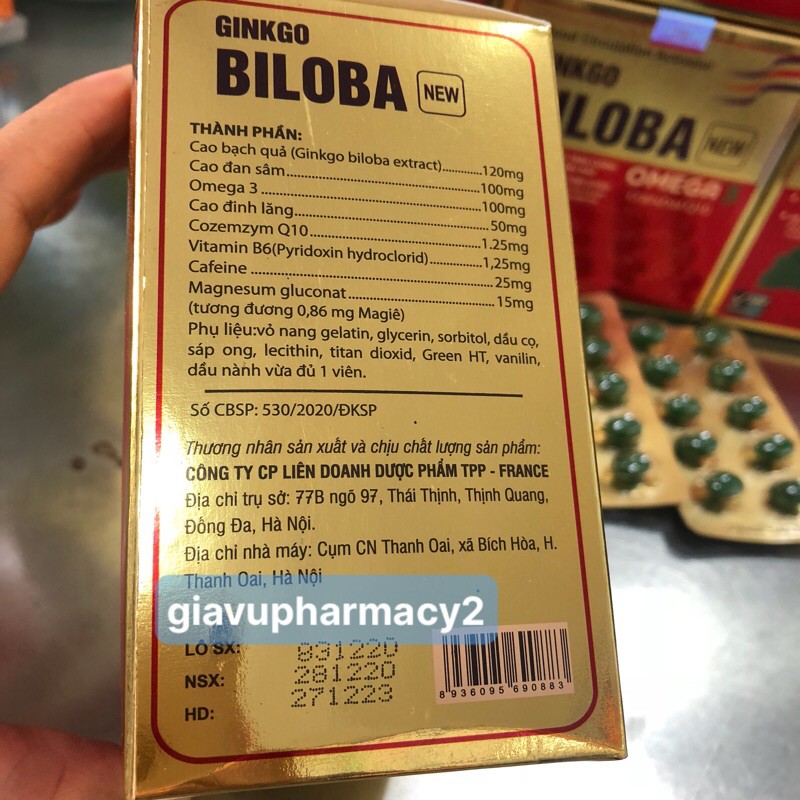 GINKGO
BILOBA NEW
THÀNH PHẦN:
Cao bạch quả (Ginkgo biloba extract)............120mg
Cao đan sâm............100mg
Omega 3............100mg
Cao đinh lăng............50mg
Cozemzym Q10............1.25mg
Vitamin B6(Pyridoxin hydroclorid)............1,25mg
Cafeine............25mg
Magnesum gluconat............15mg
(tương đương 0,86 mg Magiê)
Phụ liệu:vỏ nang gelatin, glycerin, sorbitol, dầu cọ,
sáp ong, lecithin, titan dioxid, Green HT, vanilin,
dầu nành vừa đủ 1 viên.
Số CBSP: 530/2020/ĐKSP
Thương nhân sản xuất và chịu chất lượng sản phẩm:
CÔNG TY CP LIÊN DOANH DƯỢC PHẨM TPP - FRANCE
Địa chỉ trụ sở: 77B ngõ 97, Thái Thịnh, Thịnh Quang,
Đống Đa, Hà Nội.
Địa chỉ nhà máy: Cụm CN Thanh Oai, xã Bích Hòa, H.
Thanh Oai, Hà Nội
giavupharmacy2
LÔ SX: 931220
NSX: 281220
HD: 271223
8 936095 690883
NKGO
ILOBA NEW
OMEGA 3